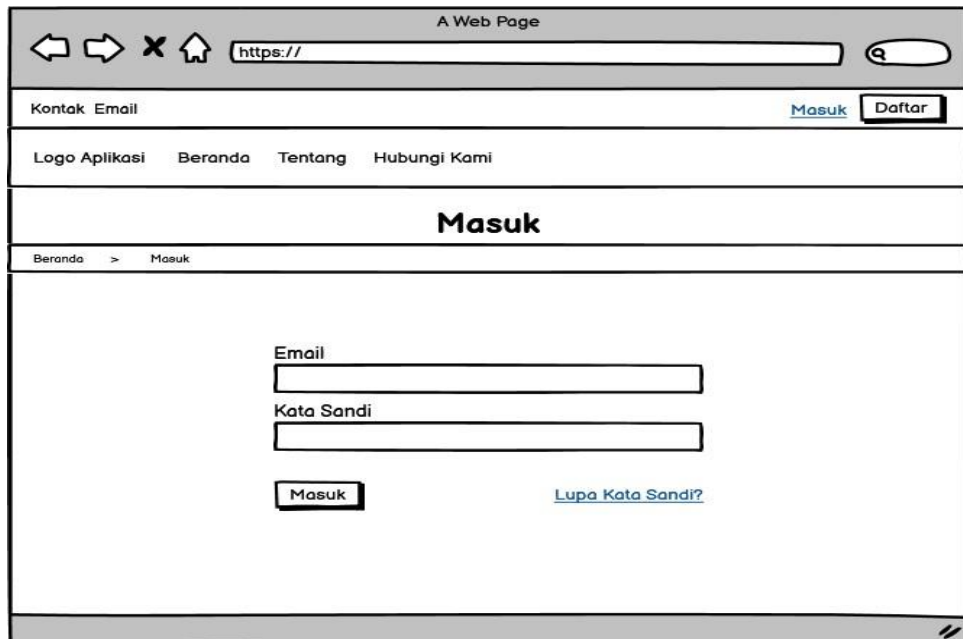 A Web Page
https://
Kontak Email Masuk Daftar
Logo Aplikasi Beranda Tentang Hubungi Kami
Masuk
Beranda > Masuk
Email
Kata Sandi
Masuk Lupa Kata Sandi?